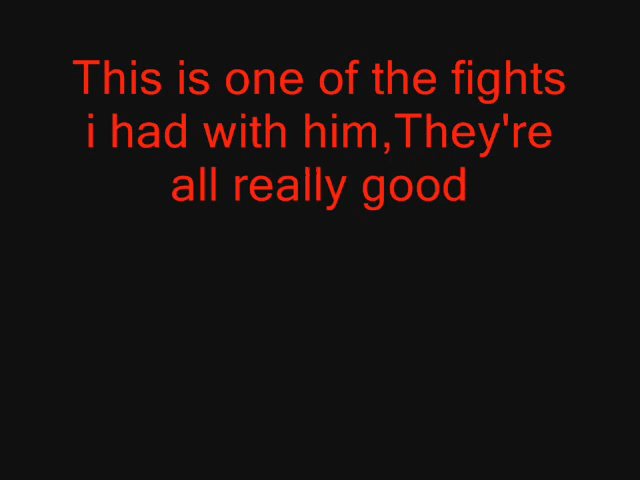 This is one of the fights
i had with him,They're
all really good